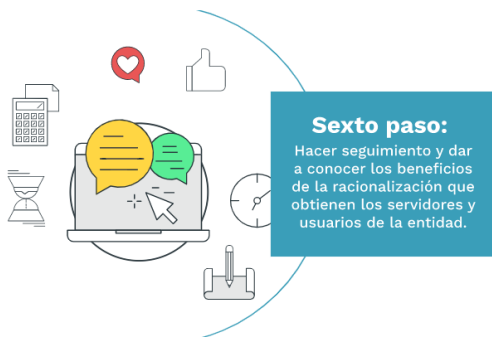 Sexto paso:
Hacer seguimiento y dar
a conocer los beneficios
de la racionalización que
obtienen los servidores y
usuarios de la entidad.